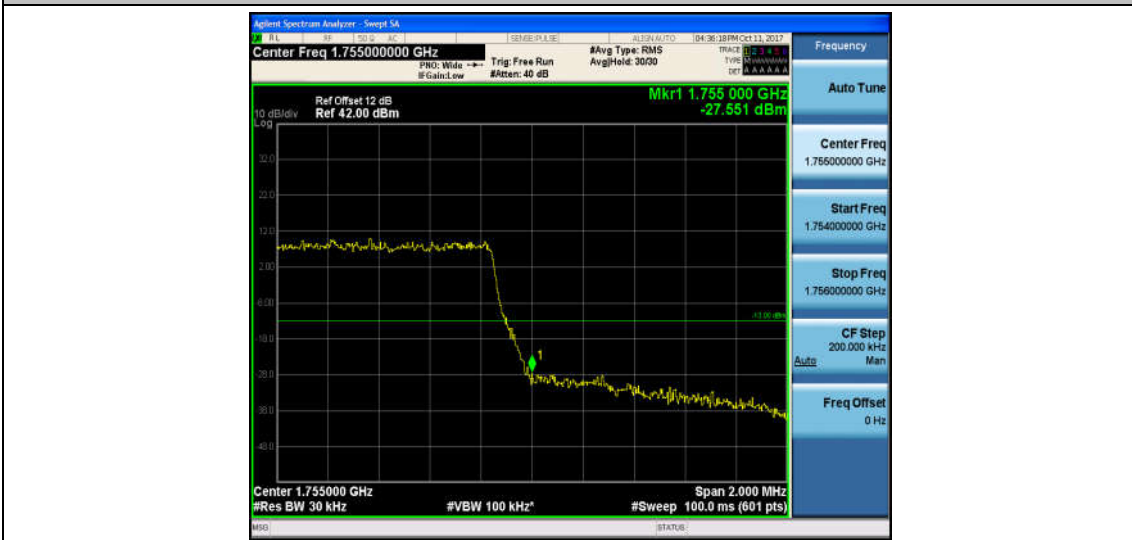 Agilent Spectrum Analyzer - Swept SA
RL RF 50 Ω AC SENSE:PULSE ALIGNAUTO 04:36:18PM Oct 11, 2017
Center Freq 1.755000000 GHz
PNO: Wide
IFGain:Low
Trig: Free Run
#Atten: 40 dB
#Avg Type: RMS
Avg|Hold: 30/30
TRACE 1 2 3 4 5 6
TYPE M WWWWW
DET A A A A A A
Ref Offset 12 dB
10 dB/div Ref 42.00 dBm
Log
Mkr1 1.755 000 GHz
-27.551 dBm
32.0
22.0
12.0
2.00
-8.00
-13.00 dBm
-18.0
1
-28.0
-38.0
-48.0
Center 1.755000 GHz Span 2.000 MHz
#Res BW 30 kHz #VBW 100 kHz* #Sweep 100.0 ms (601 pts)
MSG STATUS
Frequency
Auto Tune
Center Freq
1.755000000 GHz
Start Freq
1.754000000 GHz
Stop Freq
1.756000000 GHz
CF Step
200.000 kHz
Auto Man
Freq Offset
0 Hz